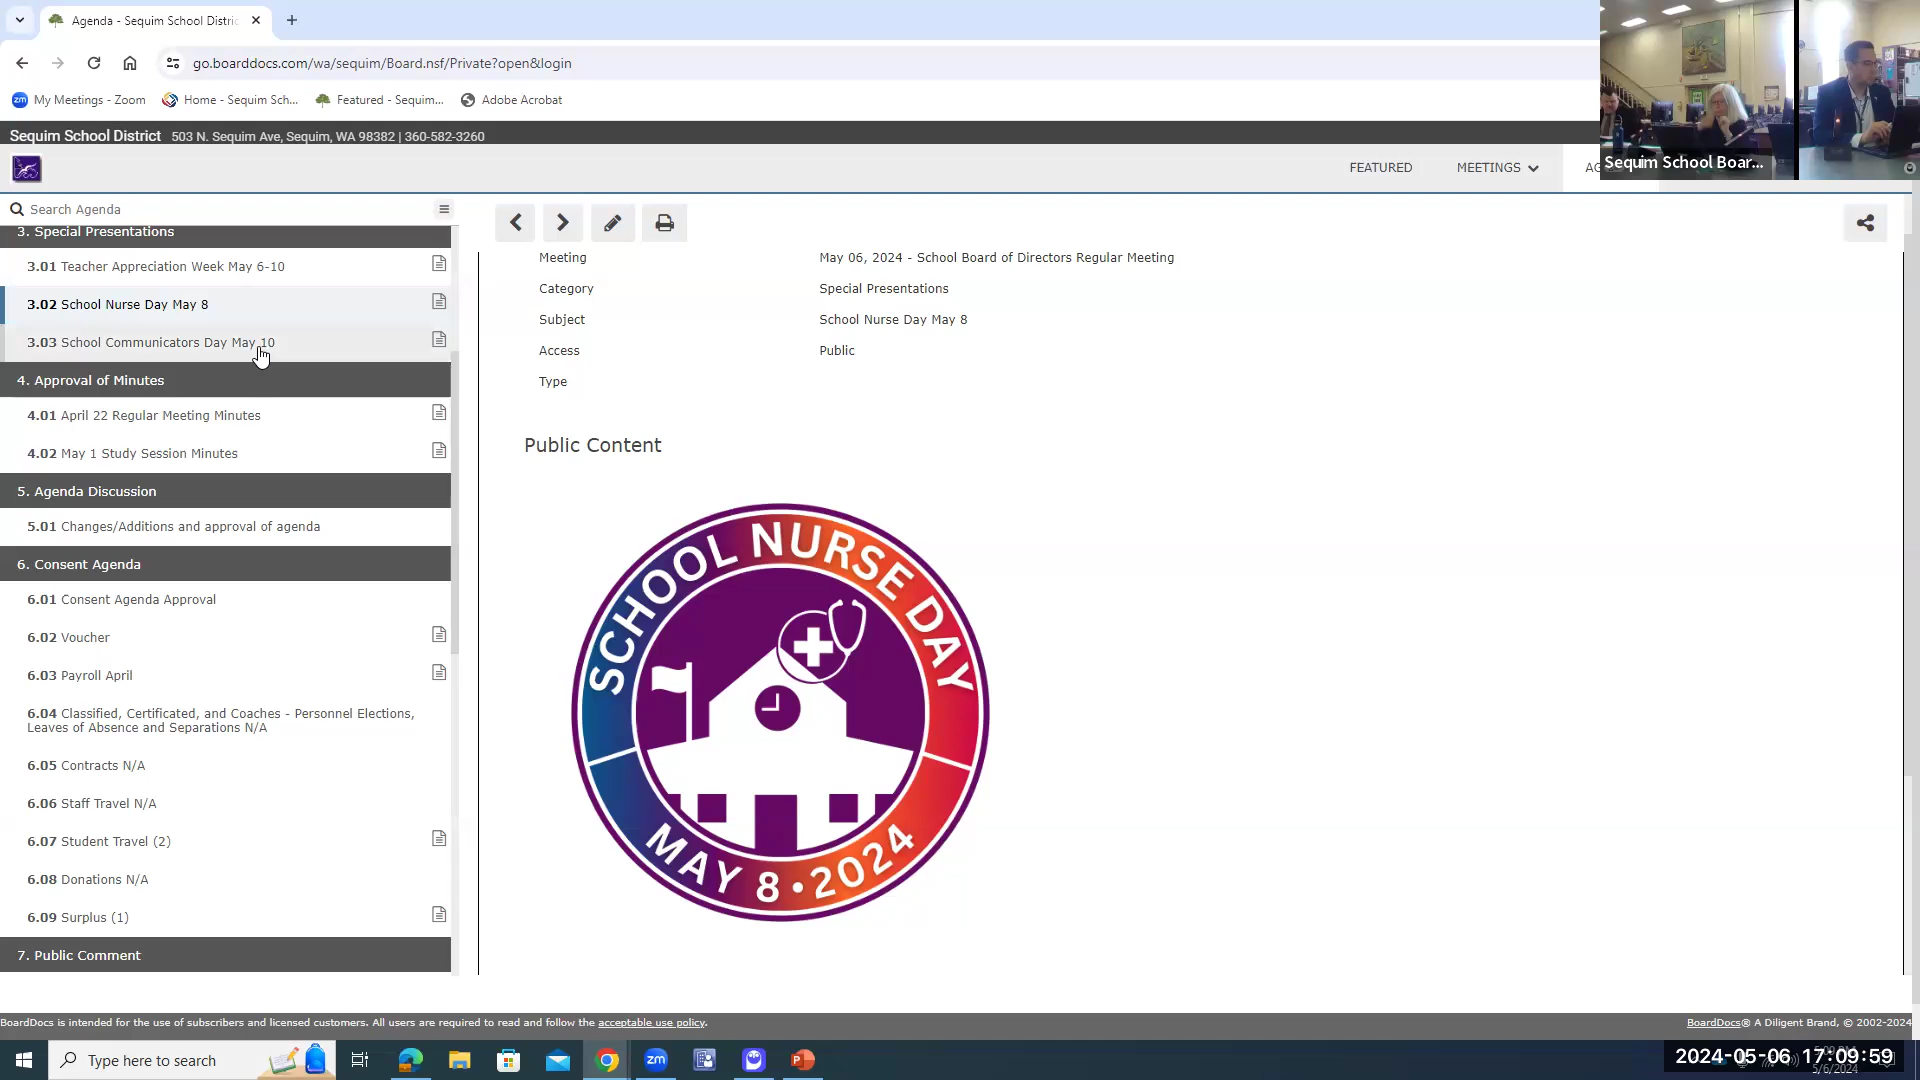 Agenda - Sequim School Distric
go.boarddocs.com/wa/sequim/Board.nsf/Private?open&login
My Meetings - Zoom
Home - Sequim Sch...
Featured - Sequim...
Adobe Acrobat
Sequim School District 503 N. Sequim Ave, Sequim, WA 98382 | 360-582-3260
FEATURED
MEETINGS
Sequim School Boar...
Search Agenda
3. Special Presentations
3.01 Teacher Appreciation Week May 6-10
3.02 School Nurse Day May 8
3.03 School Communicators Day May 10
4. Approval of Minutes
4.01 April 22 Regular Meeting Minutes
4.02 May 1 Study Session Minutes
5. Agenda Discussion
5.01 Changes/Additions and approval of agenda
6. Consent Agenda
6.01 Consent Agenda Approval
6.02 Voucher
6.03 Payroll April
6.04 Classified, Certificated, and Coaches - Personnel Elections,
Leaves of Absence and Separations N/A
6.05 Contracts N/A
6.06 Staff Travel N/A
6.07 Student Travel (2)
6.08 Donations N/A
6.09 Surplus (1)
7. Public Comment
Meeting May 06, 2024 - School Board of Directors Regular Meeting
Category Special Presentations
Subject School Nurse Day May 8
Access Public
Type
Public Content
SCHOOL NURSE DAY
MAY 8 • 2024
BoardDocs is intended for the use of subscribers and licensed customers. All users are required to read and follow the acceptable use policy.
BoardDocs® A Diligent Brand, © 2002-2024
Type here to search
zm
2024-05-06 17:09:59
5/6/2024